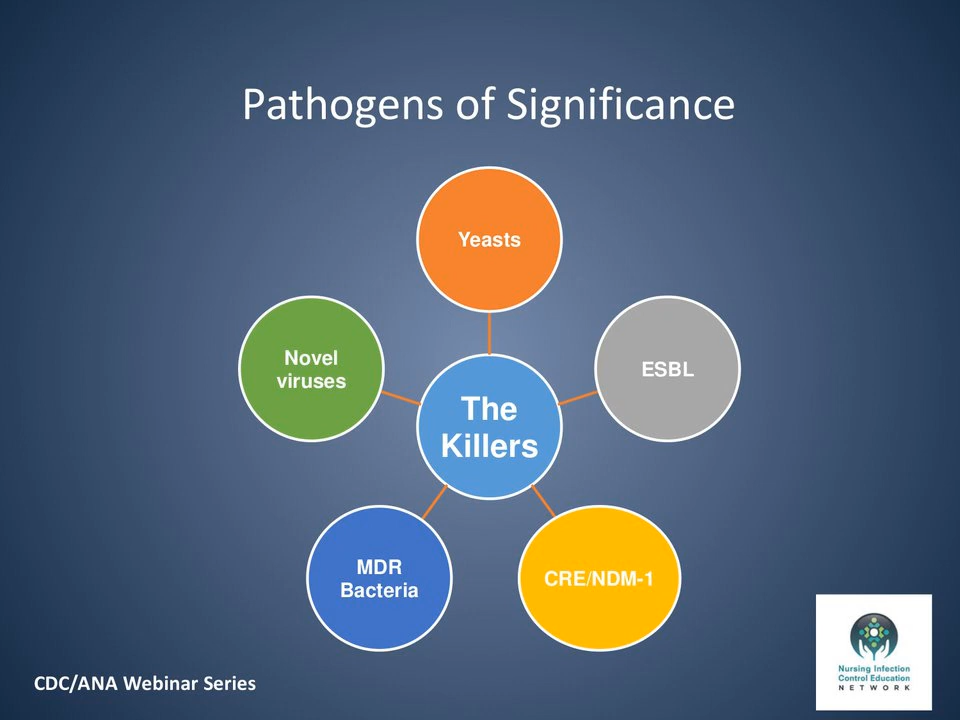 Pathogens of Significance
Yeasts
Novel
viruses
ESBL
The
Killers
MDR
Bacteria
CRE/NDM-1
Nursing Infection
Control Education
NETWORK
CDC/ANA Webinar Series